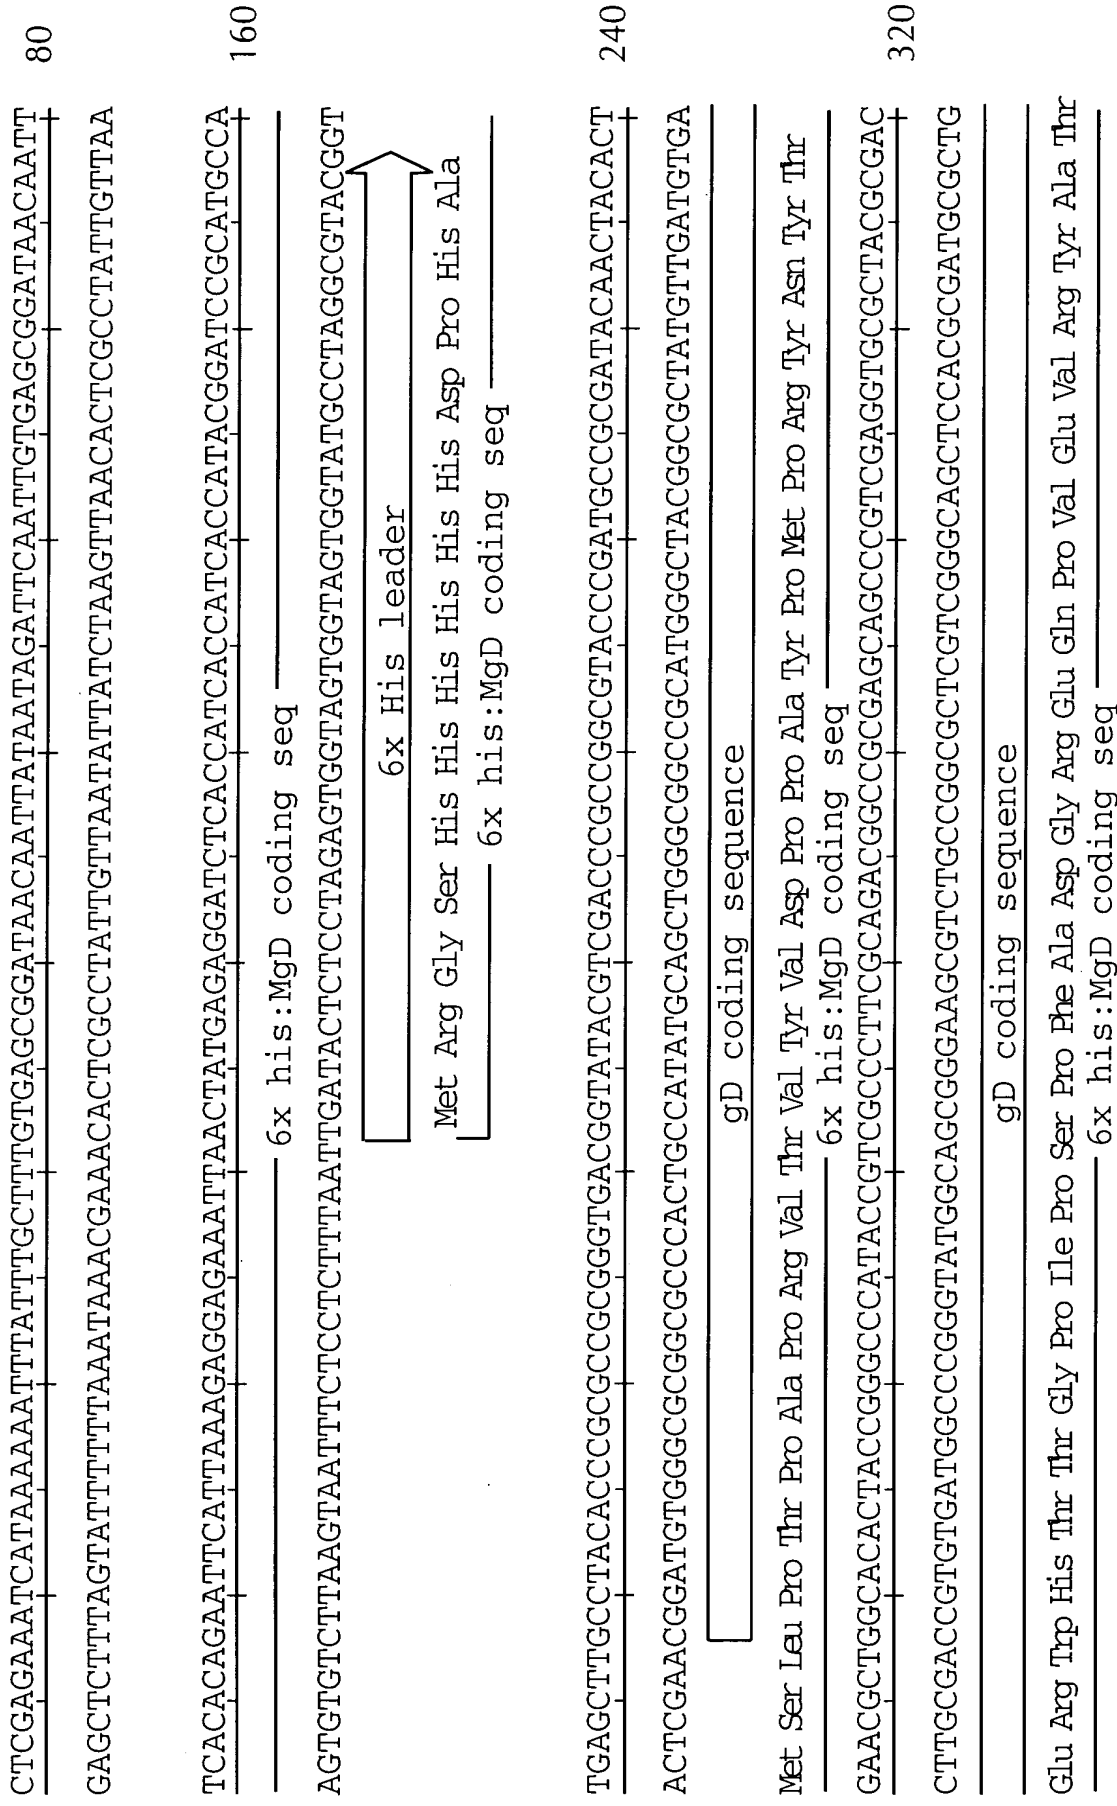 CTCGAGAAATCATAAAAAATTTATTTGCTTTGTGAGCGGATAACAATTATAATAGATTCAATTGTGAGCGGATAACAATT 80
GAGCTCTTTAGTATTTTTTAAATAAACGAAACACTCGCCTATTGTTAATATTATCTAAGTTAACACTCGCCTATTGTTAA
TCACACAGAATTCATTAAAGAGGAGAAATTAACTATGAGAGGATCTCACCATCACCATCACCATACGGATCCGCATGCCA 160
6x his:MgD coding seq
AGTGTGTCTTAAGTAATTTCTCCTCTTTAATTGATACTCTCCTAGAGTGGTAGTGGTAGTGGTATGCCTAGGCGTACGGT
6x His leader
Met Arg Gly Ser His His His His His His Asp Pro His Ala
6x his:MgD coding seq
TGAGCTTGCCTACACCCGCGCCGCGGGTGACGGTATACGTCGACCCGCCGGCGTACCCGATGCCGCGATACAACTACACT 240
ACTCGAACGGATGTGGGCGCGGCGCCCACTGCCATATGCAGCTGGGCGGCCGCATGGGCTACGGCGCTATGTTGATGTGA
gD coding sequence
Met Ser Leu Pro Thr Pro Ala Pro Arg Val Thr Val Tyr Val Asp Pro Pro Ala Tyr Pro Met Pro Arg Tyr Asn Tyr Thr
6x his:MgD coding seq
GAACGCTGGCACACTACCGGGCCCATACCGTCGCCCTTCGCAGACGGCCGCGAGCAGCCCGTCGAGGTGCGCTACGCGAC 320
CTTGCGACCGTGTGATGGCCCGGGTATGGCAGCGGGAAGCGTCTGCCGGCGCTCGTCGGGCAGCTCCACGCGATGCGCTG
gD coding sequence
Glu Arg Trp His Thr Thr Gly Pro Ile Pro Ser Pro Phe Ala Asp Gly Arg Glu Gln Pro Val Glu Val Arg Tyr Ala Thr
6x his:MgD coding seq